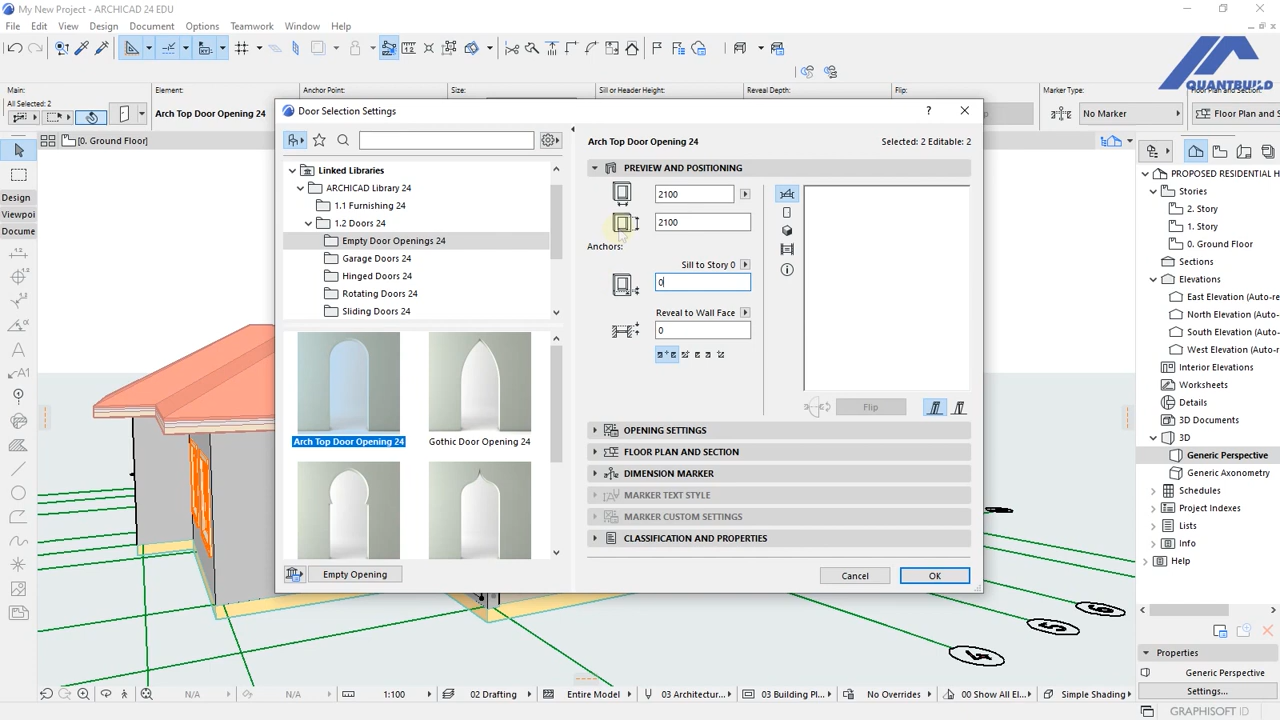 My New Project - ARCHICAD 24 EDU
File Edit View Design Document Options Teamwork Window Help
QUANTBUILD
Main: Element: Anchor Point: Size: Sill or Header Height: Reveal Depth: Flip: Marker Type: Floor Plan and Section:
All Selected: 2
Arch Top Door Opening 24
No Marker
Floor Plan and S
[0. Ground Floor]
Design
Viewpoi
Docume
Door Selection Settings
?
Linked Libraries
ARCHICAD Library 24
1.1 Furnishing 24
1.2 Doors 24
Empty Door Openings 24
Garage Doors 24
Hinged Doors 24
Rotating Doors 24
Sliding Doors 24
Arch Top Door Opening 24
Gothic Door Opening 24
Empty Opening
Arch Top Door Opening 24
Selected: 2 Editable: 2
PREVIEW AND POSITIONING
2100
2100
Anchors:
Sill to Story 0
0
Reveal to Wall Face
0
Flip
OPENING SETTINGS
FLOOR PLAN AND SECTION
DIMENSION MARKER
MARKER TEXT STYLE
MARKER CUSTOM SETTINGS
CLASSIFICATION AND PROPERTIES
Cancel
OK
PROPOSED RESIDENTIAL H
Stories
2. Story
1. Story
0. Ground Floor
Sections
Elevations
East Elevation (Auto-re
North Elevation (Auto-
South Elevation (Auto-
West Elevation (Auto-r
Interior Elevations
Worksheets
Details
3D Documents
3D
Generic Perspective
Generic Axonometry
Schedules
Project Indexes
Lists
Info
Help
6
5
4
Properties
Generic Perspective
Settings...
N/A
N/A
1:100
02 Drafting
Entire Model
03 Architectur...
03 Building Pl...
No Overrides
00 Show All El...
Simple Shading
GRAPHISOFT ID